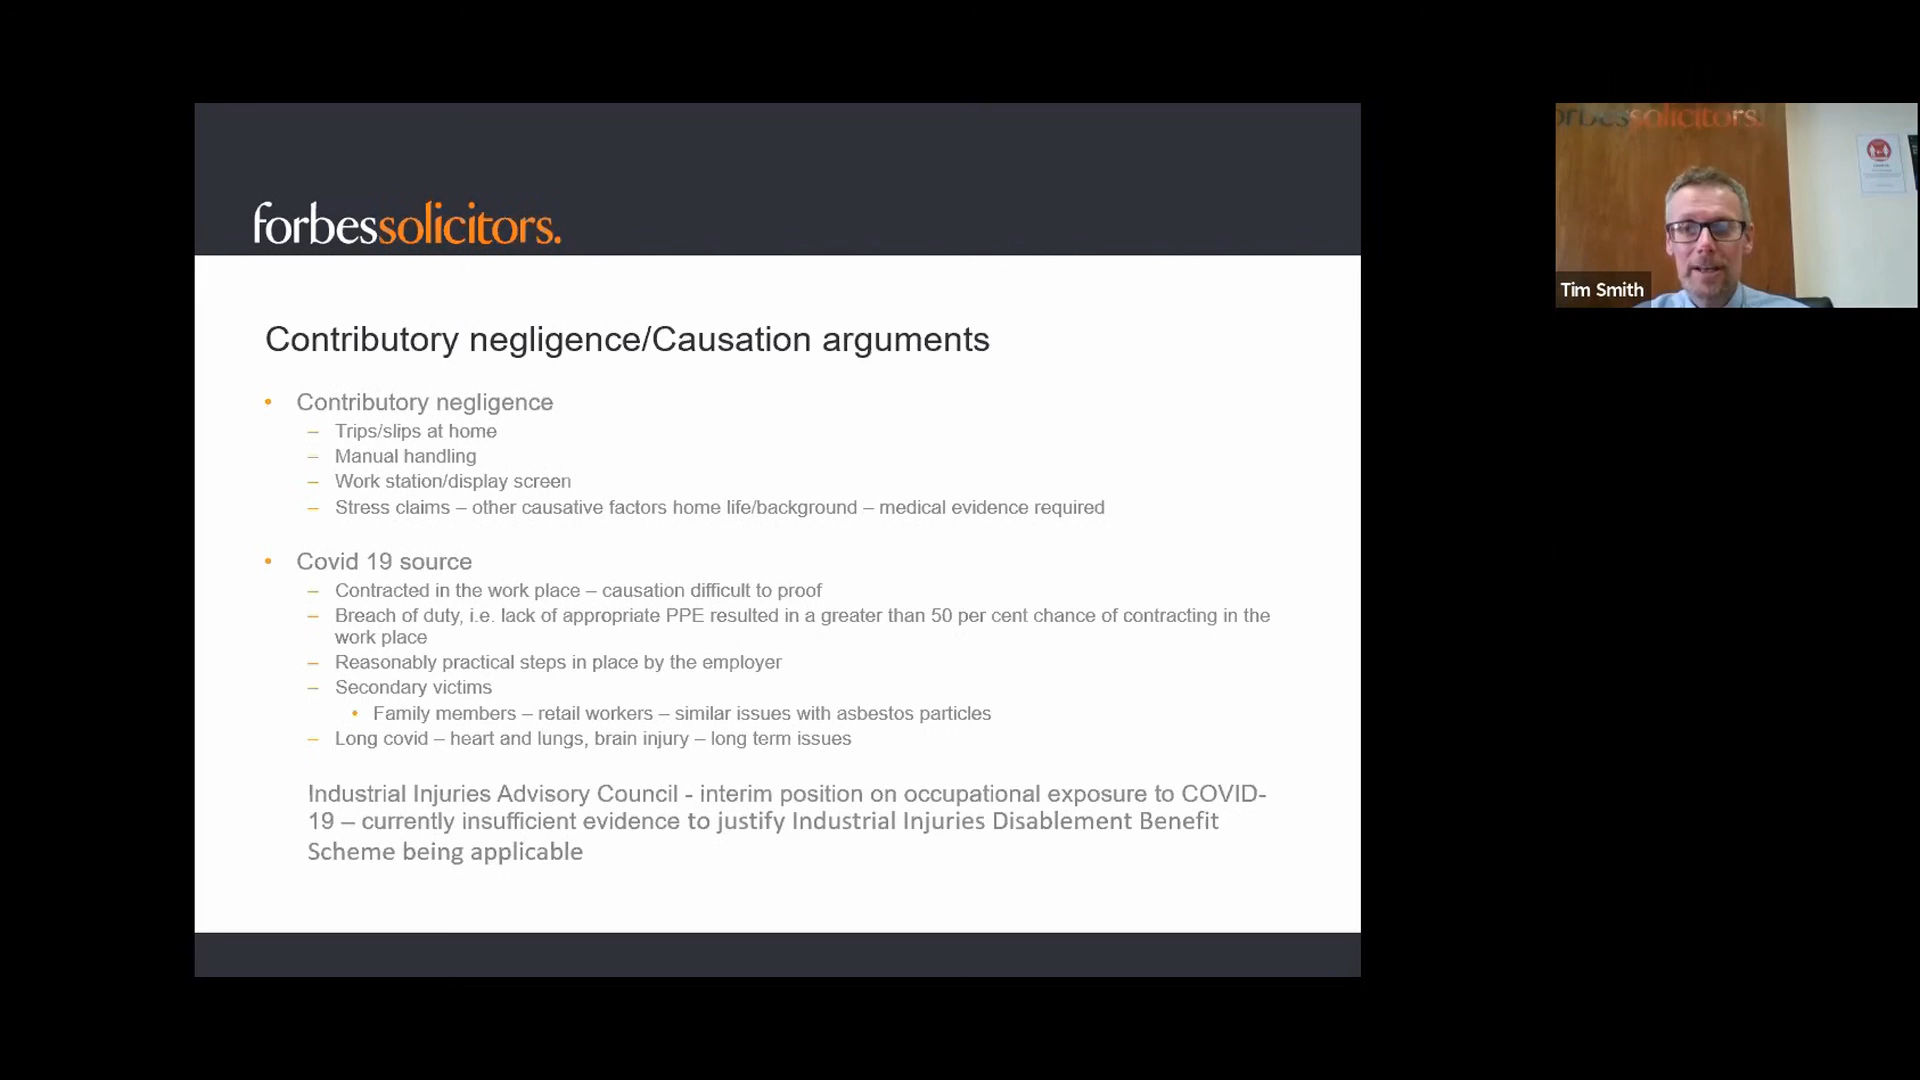 forbessolicitors.
Contributory negligence/Causation arguments
• Contributory negligence
– Trips/slips at home
– Manual handling
– Work station/display screen
– Stress claims – other causative factors home life/background – medical evidence required
• Covid 19 source
– Contracted in the work place – causation difficult to proof
– Breach of duty, i.e. lack of appropriate PPE resulted in a greater than 50 per cent chance of contracting in the
work place
– Reasonably practical steps in place by the employer
– Secondary victims
• Family members – retail workers – similar issues with asbestos particles
– Long covid – heart and lungs, brain injury – long term issues
Industrial Injuries Advisory Council - interim position on occupational exposure to COVID-
19 – currently insufficient evidence to justify Industrial Injuries Disablement Benefit
Scheme being applicable
orbessolicitors.
Tim Smith